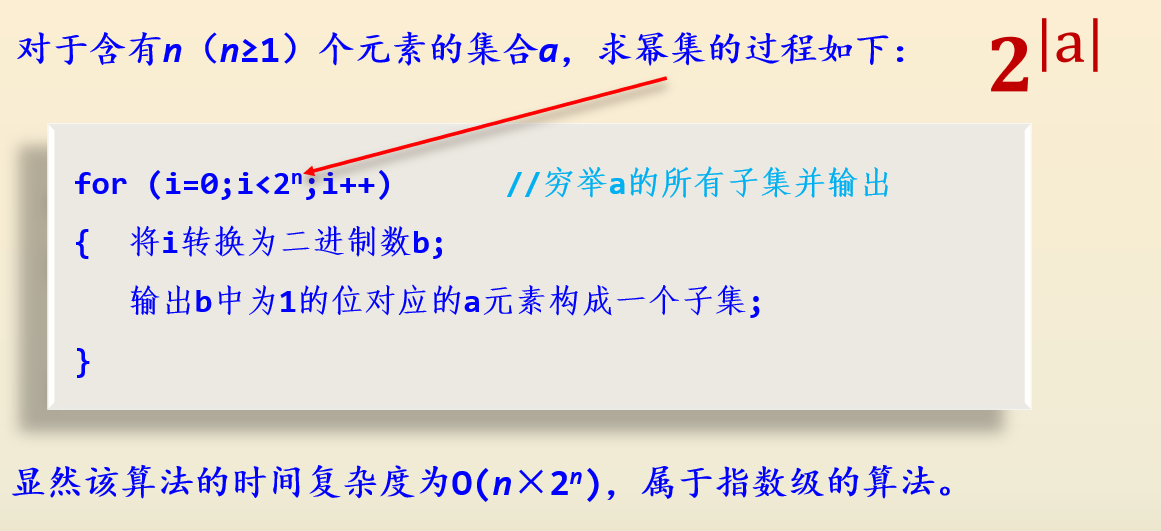 对于含有n（n≥1）个元素的集合a，求幂集的过程如下： 2^|a|
for (i=0;i<2ⁿ;i++) //穷举a的所有子集并输出
{ 将i转换为二进制数b;
输出b中为1的位对应的a元素构成一个子集;
}
显然该算法的时间复杂度为O(n×2ⁿ)，属于指数级的算法。